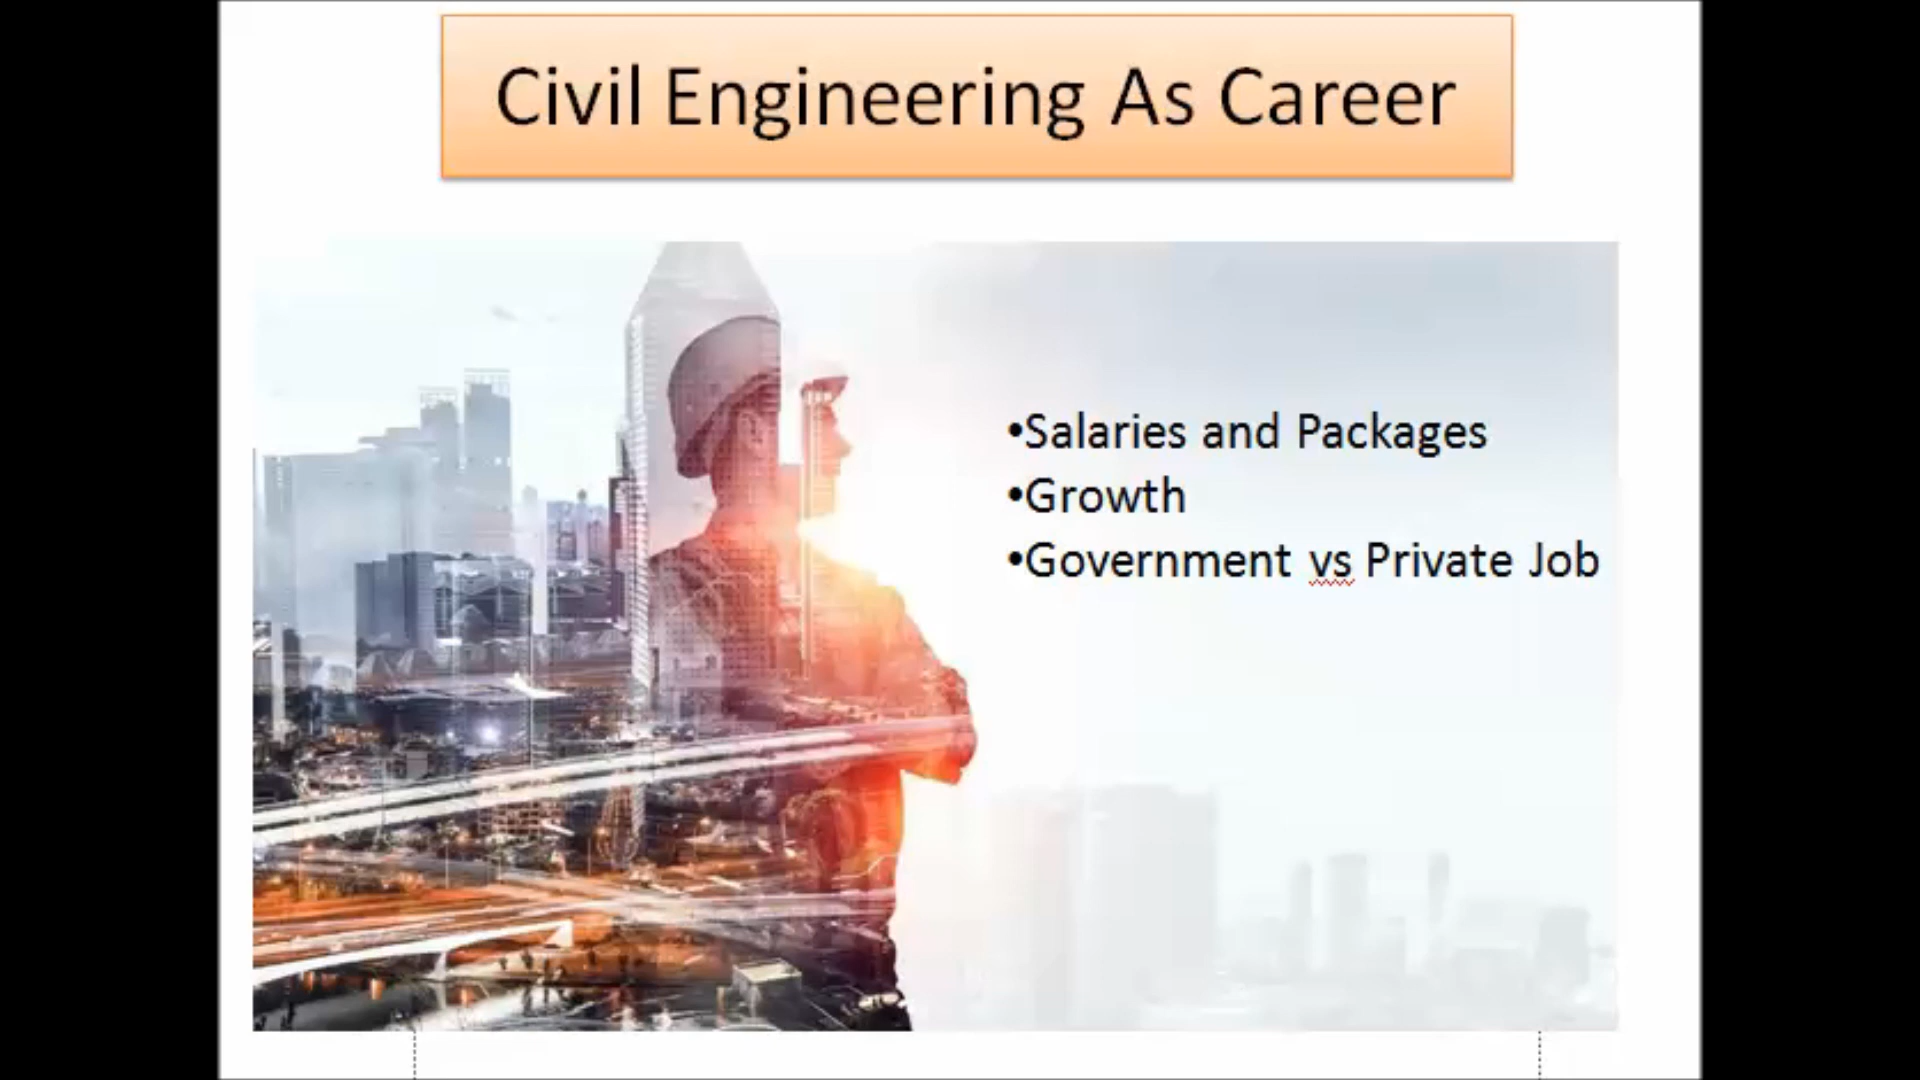 Civil Engineering As Career
•Salaries and Packages
•Growth
•Government vs Private Job